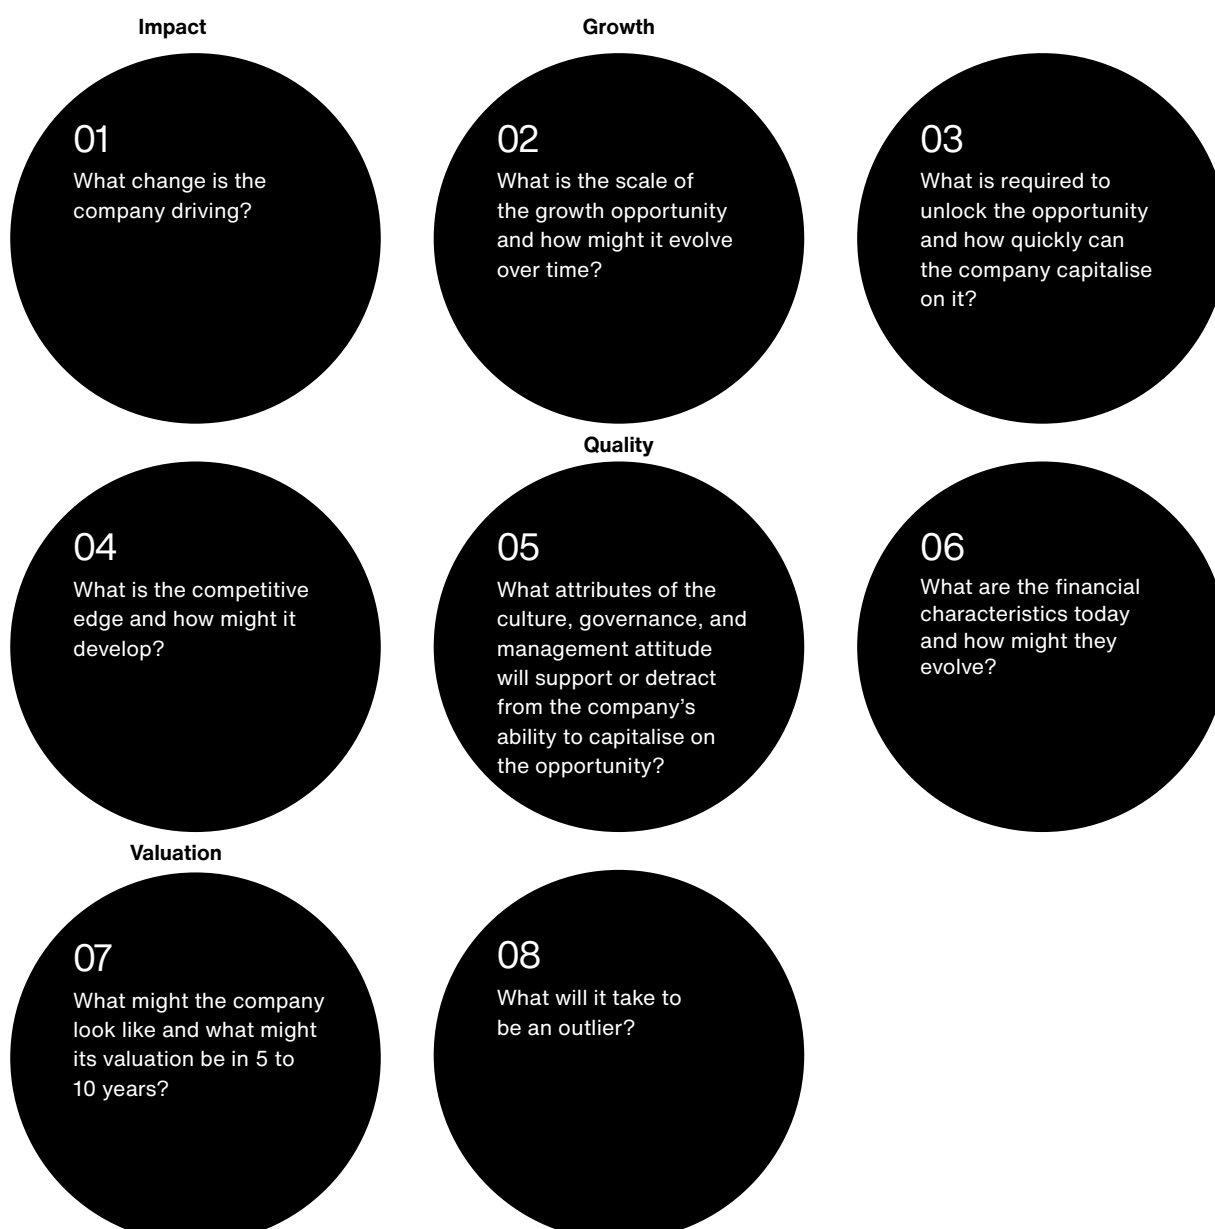 Impact
01
What change is the
company driving?
Growth
02
What is the scale of
the growth opportunity
and how might it evolve
over time?
03
What is required to
unlock the opportunity
and how quickly can
the company capitalise
on it?
04
What is the competitive
edge and how might it
develop?
Quality
05
What attributes of the
culture, governance, and
management attitude
will support or detract
from the company’s
ability to capitalise on
the opportunity?
06
What are the financial
characteristics today
and how might they
evolve?
Valuation
07
What might the company
look like and what might
its valuation be in 5 to
10 years?
08
What will it take to
be an outlier?